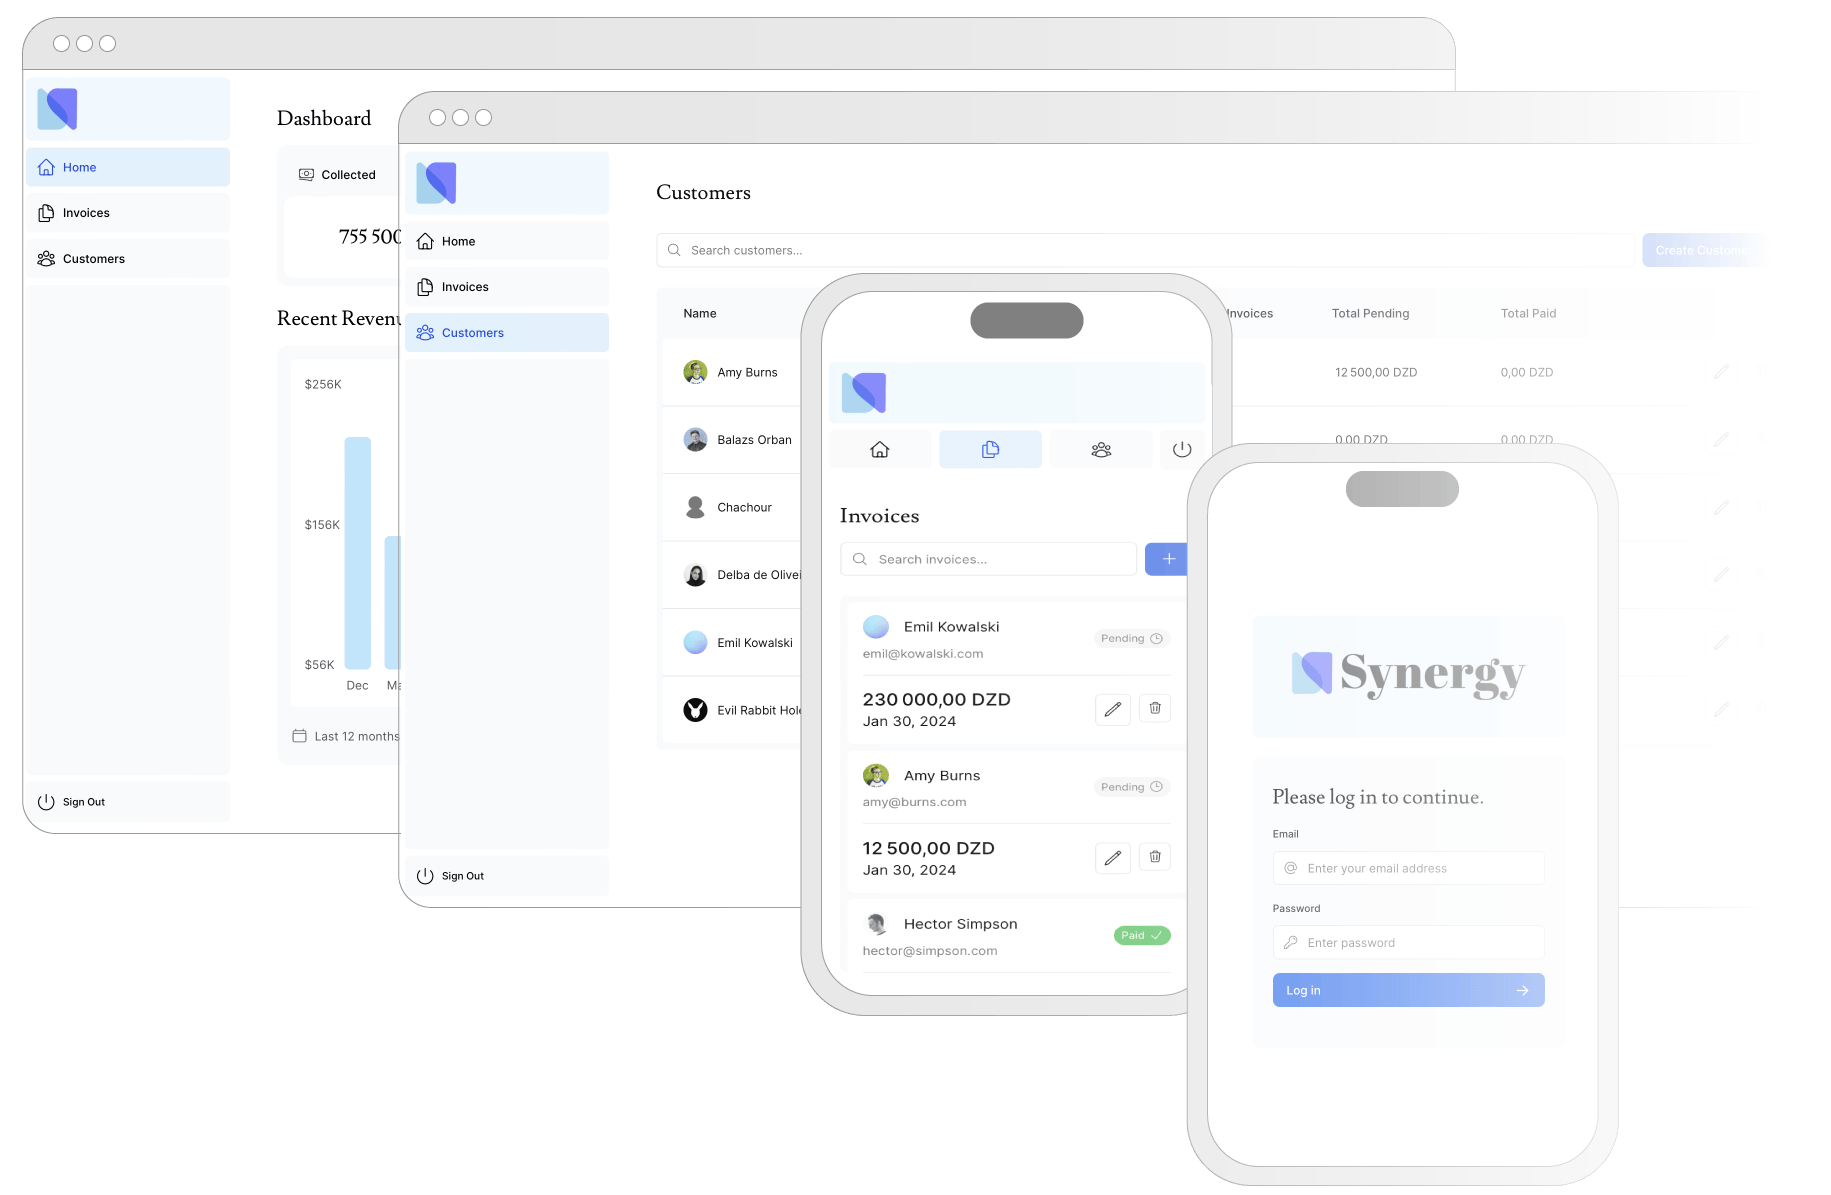 Dashboard
Home
Invoices
Customers
Sign Out
Collected
755 500
Recent
$256K
$156K
$56K
Dec
Last 12 months
Customers
Home
Invoices
Customers
Sign Out
Search customers...
Create Customer
Name
Invoices
Total Pending
Total Paid
Amy Burns
12 500,00 DZD
0,00 DZD
Balazs Orban
0,00 DZD
0,00 DZD
Chachour
Delba de
Emil Kowalski
Evil Rabbit
Invoices
Search invoices...
+
Emil Kowalski
Pending
emil@kowalski.com
230 000,00 DZD
Jan 30, 2024
Amy Burns
Pending
amy@burns.com
12 500,00 DZD
Jan 30, 2024
Hector Simpson
Paid
hector@simpson.com
Synergy
Please log in to continue.
Email
@ Enter your email address
Password
Enter password
Log in